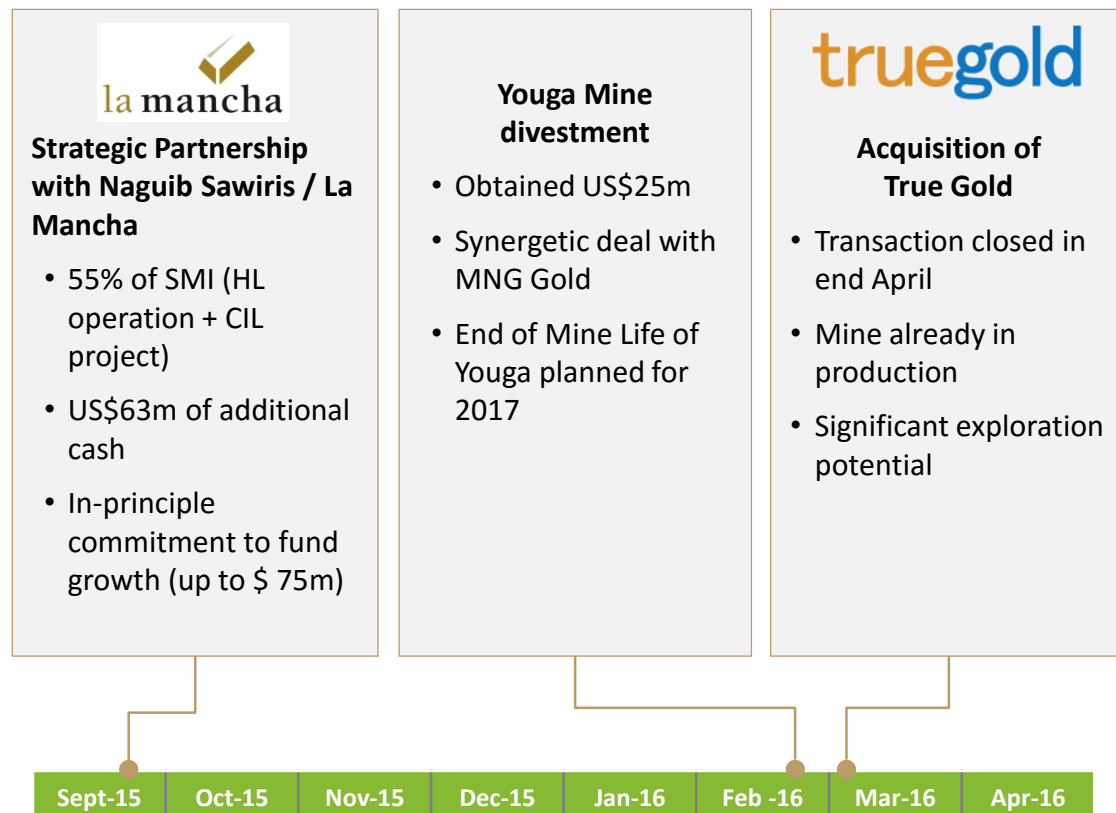 la mancha
Strategic Partnership
with Naguib Sawiris / La
Mancha
• 55% of SMI (HL
operation + CIL
project)
• US$63m of additional
cash
• In-principle
commitment to fund
growth (up to $ 75m)
Youga Mine
divestment
• Obtained US$25m
• Synergetic deal with
MNG Gold
• End of Mine Life of
Youga planned for
2017
truegold
Acquisition of
True Gold
• Transaction closed in
end April
• Mine already in
production
• Significant exploration
potential
Sept-15 Oct-15 Nov-15 Dec-15 Jan-16 Feb -16 Mar-16 Apr-16